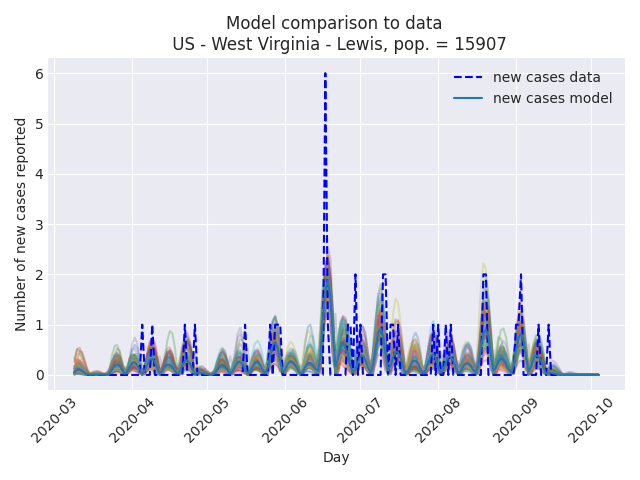 Model comparison to data
US - West Virginia - Lewis, pop. = 15907
new cases data
new cases model
Number of new cases reported
6
5
4
3
2
1
0
2020-03
2020-04
2020-05
2020-06
2020-07
2020-08
2020-09
2020-10
Day